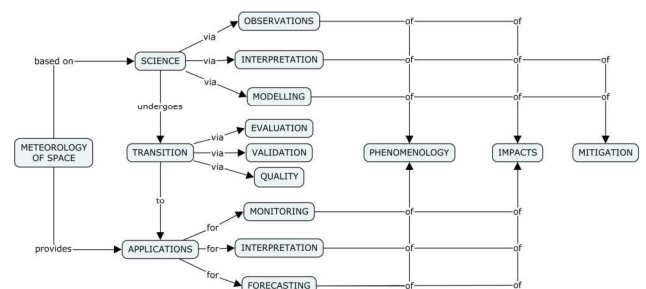 OBSERVATIONS of of
via
based on SCIENCE via INTERPRETATION of of of
via
MODELLING of of of
undergoes
EVALUATION
via
METEOROLOGY
OF SPACE
TRANSITION via VALIDATION PHENOMENOLOGY IMPACTS MITIGATION
via
QUALITY
to
MONITORING of of
for
provides APPLICATIONS for INTERPRETATION of of
for
FORECASTING of of